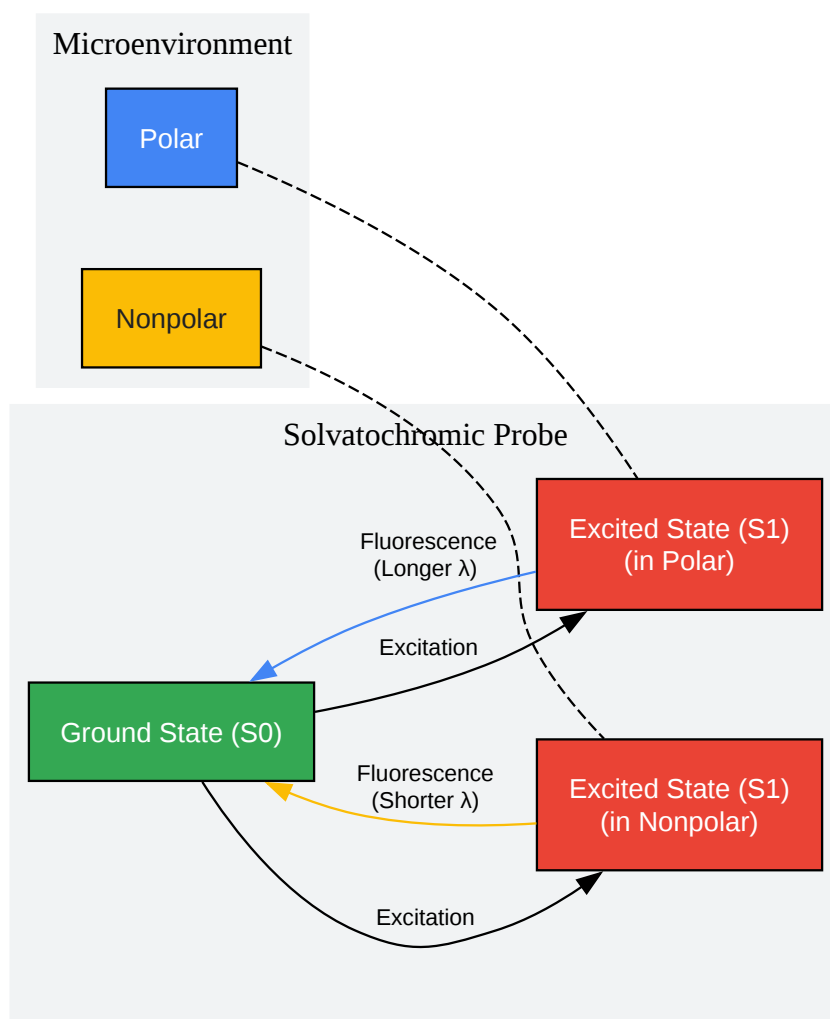 Microenvironment
Polar
Nonpolar
Solvatochromic Probe
Excited State (S1)
(in Polar)
Fluorescence
(Longer λ)
Excitation
Ground State (S0)
Fluorescence
(Shorter λ)
Excited State (S1)
(in Nonpolar)
Excitation